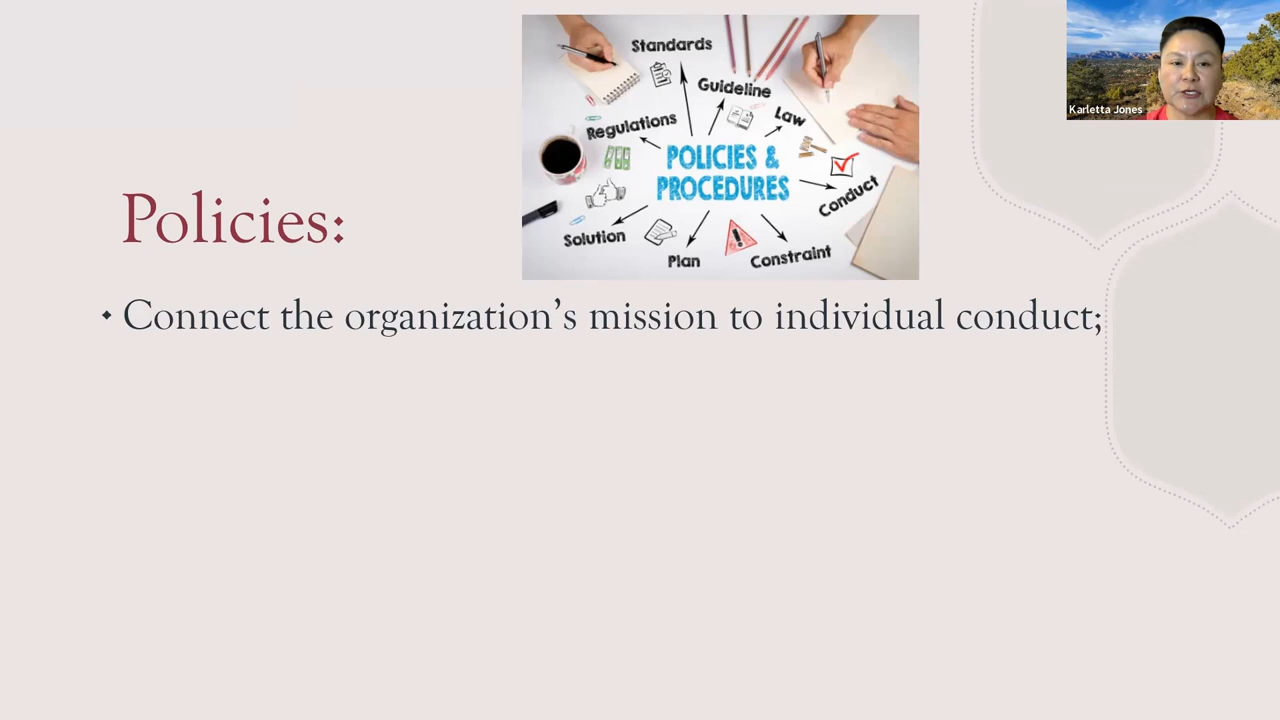 Karletta Jones
Standards
Guideline
Law
Regulations
POLICIES &
PROCEDURES
Conduct
Solution
Plan
Constraint
Policies:
Connect the organization's mission to individual conduct;